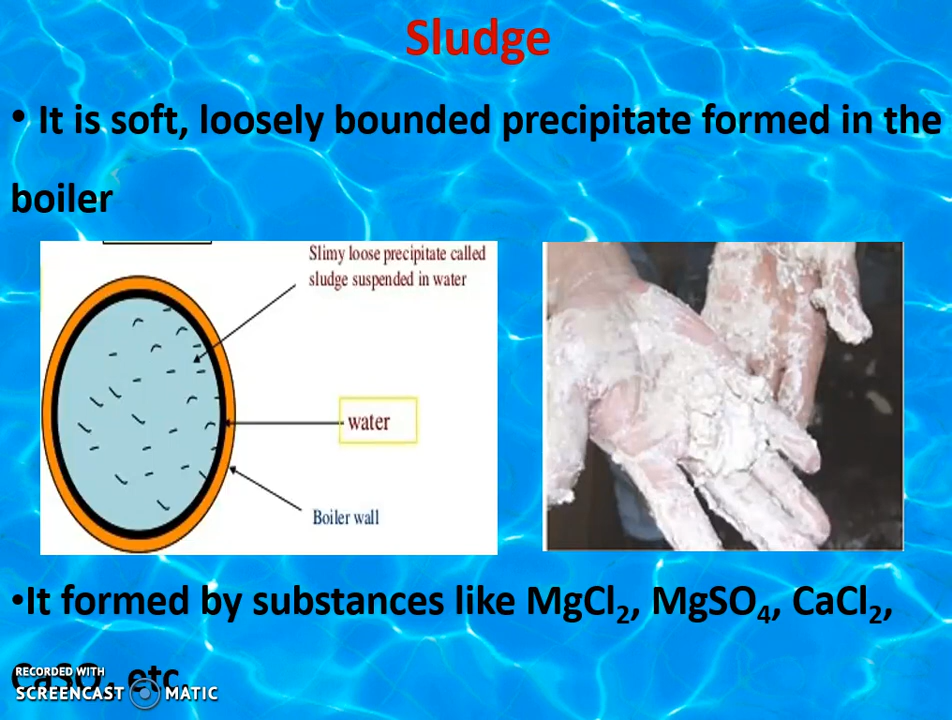 Sludge
• It is soft, loosely bounded precipitate formed in the
boiler
Slimy loose precipitate called
sludge suspended in water
water
Boiler wall
•It formed by substances like MgCl₂, MgSO₄, CaCl₂,
etc
RECORDED WITH
SCREENCAST MATIC